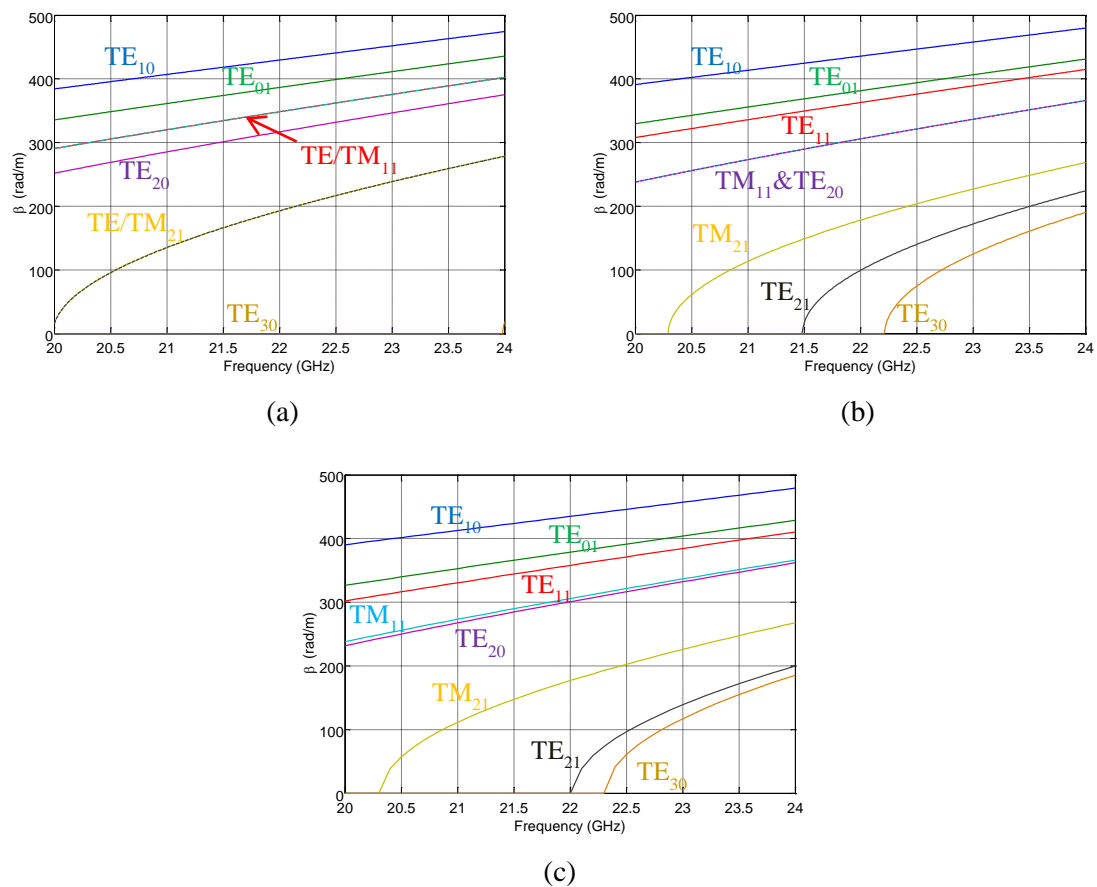 500
400
300
200
100
0
β (rad/m)
TE10
TE01
TE/TM11
TE20
TE/TM21
TE30
20 20.5 21 21.5 22 22.5 23 23.5 24
Frequency (GHz)
(a)
500
400
300
200
100
0
β (rad/m)
TE10
TE01
TE11
TM11&TE20
TM21
TE21
TE30
20 20.5 21 21.5 22 22.5 23 23.5 24
Frequency (GHz)
(b)
500
400
300
200
100
0
β (rad/m)
TE10
TE01
TE11
TM11
TE20
TM21
TE21
TE30
20 20.5 21 21.5 22 22.5 23 23.5 24
Frequency (GHz)
(c)